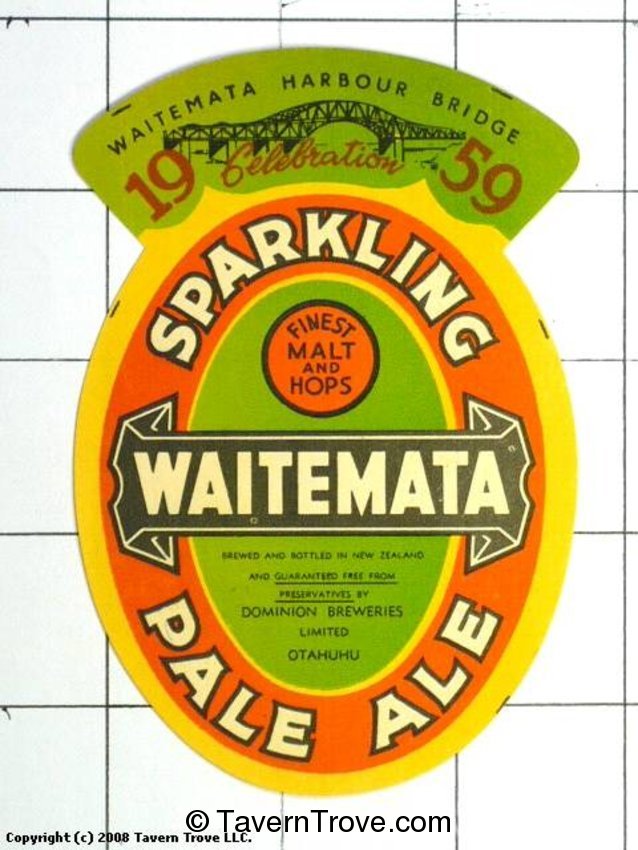 WAITEMATA HARBOUR BRIDGE
19 Celebration 59
SPARKLING
FINEST
MALT
AND
HOPS
WAITEMATA
BREWED AND BOTTLED IN NEW ZEALAND
AND GUARANTEED FREE FROM
PRESERVATIVES BY
DOMINION BREWERIES
LIMITED
OTAHUHU
PALE ALE
© TavernTrove.com
Copyright (c) 2008 Tavern Trove LLC.